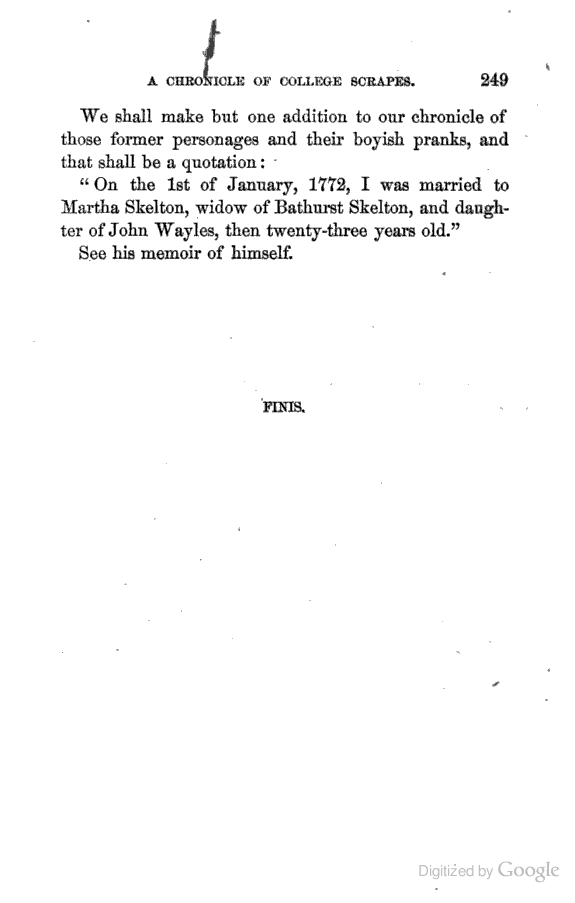 A CHRONICLE OF COLLEGE SCRAPES. 249
We shall make but one addition to our chronicle of
those former personages and their boyish pranks, and
that shall be a quotation:
“On the 1st of January, 1772, I was married to
Martha Skelton, widow of Bathurst Skelton, and daugh-
ter of John Wayles, then twenty-three years old.”
See his memoir of himself.
FINIS.
Digitized by Google